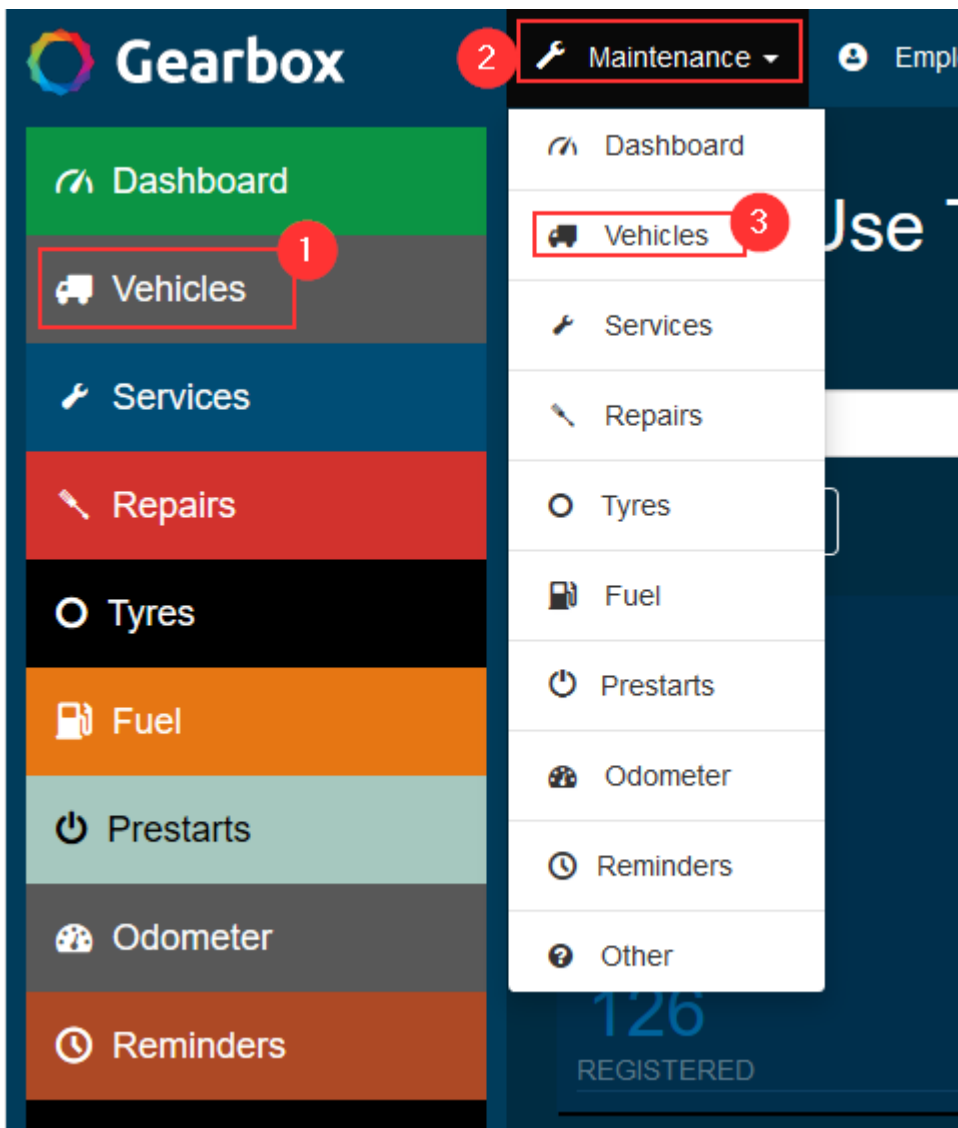 Gearbox
2
Maintenance
Empl
Dashboard
1
Vehicles
Services
Repairs
Tyres
Fuel
Prestarts
Odometer
Reminders
Dashboard
Vehicles
3
Services
Repairs
Tyres
Fuel
Prestarts
Odometer
Reminders
Other
Use T
126
REGISTERED